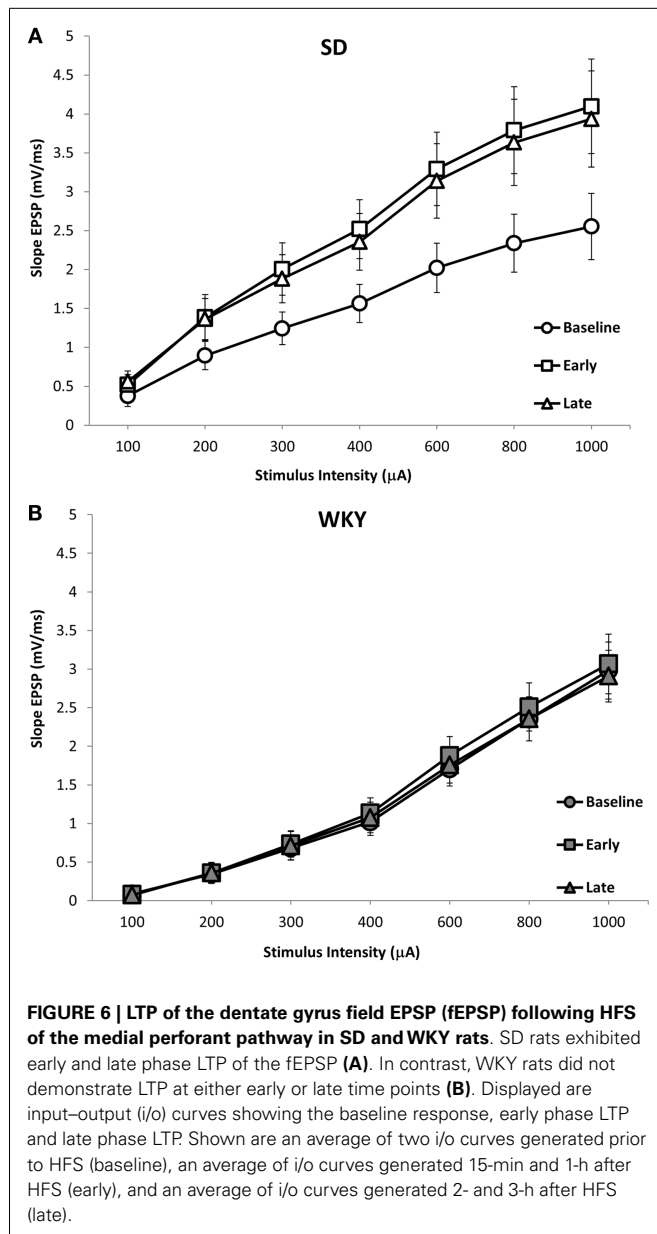 A
SD
5
4.5
4
3.5
3
2.5
2
1.5
1
0.5
0
Slope EPSP (mV/ms)
Baseline
Early
Late
100 200 300 400 600 800 1000
Stimulus Intensity (µA)
B
WKY
5
4.5
4
3.5
3
2.5
2
1.5
1
0.5
0
Slope EPSP (mV/ms)
Baseline
Early
Late
100 200 300 400 600 800 1000
Stimulus Intensity (µA)
FIGURE 6 | LTP of the dentate gyrus field EPSP (fEPSP) following HFS
of the medial perforant pathway in SD and WKY rats. SD rats exhibited
early and late phase LTP of the fEPSP (A). In contrast, WKY rats did not
demonstrate LTP at either early or late time points (B). Displayed are
input–output (i/o) curves showing the baseline response, early phase LTP
and late phase LTP. Shown are an average of two i/o curves generated prior
to HFS (baseline), an average of i/o curves generated 15-min and 1-h after
HFS (early), and an average of i/o curves generated 2- and 3-h after HFS
(late).